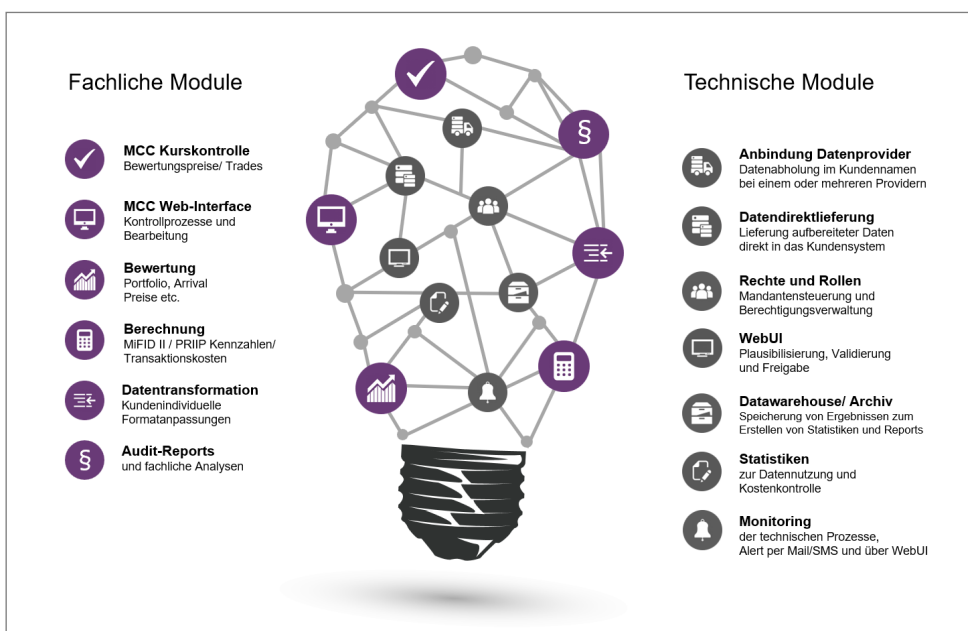 Fachliche Module
MCC Kurskontrolle
Bewertungspreise/ Trades
MCC Web-Interface
Kontrollprozesse und
Bearbeitung
Bewertung
Portfolio, Arrival
Preise etc.
Berechnung
MiFID II / PRIIP Kennzahlen/
Transaktionskosten
Datentransformation
Kundenindividuelle
Formatanpassungen
§
Audit-Reports
und fachliche Analysen
§
Technische Module
Anbindung Datenprovider
Datenabholung im Kundennamen
bei einem oder mehreren Providern
Datendirektlieferung
Lieferung aufbereiteter Daten
direkt in das Kundensystem
Rechte und Rollen
Mandantensteuerung und
Berechtigungsverwaltung
WebUI
Plausibilisierung, Validierung
und Freigabe
Datawarehouse/ Archiv
Speicherung von Ergebnissen zum
Erstellen von Statistiken und Reports
Statistiken
zur Datennutzung und
Kostenkontrolle
Monitoring
der technischen Prozesse,
Alert per Mail/SMS und über WebUI